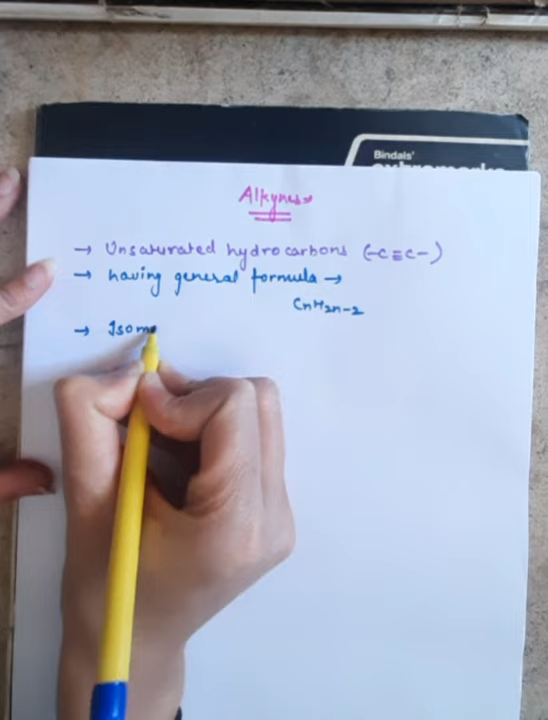 Bindals'
Alkynes
→ Unsaturated hydrocarbons (-C≡C-)
→ having general formula →
CnH2n-2
→ Isom